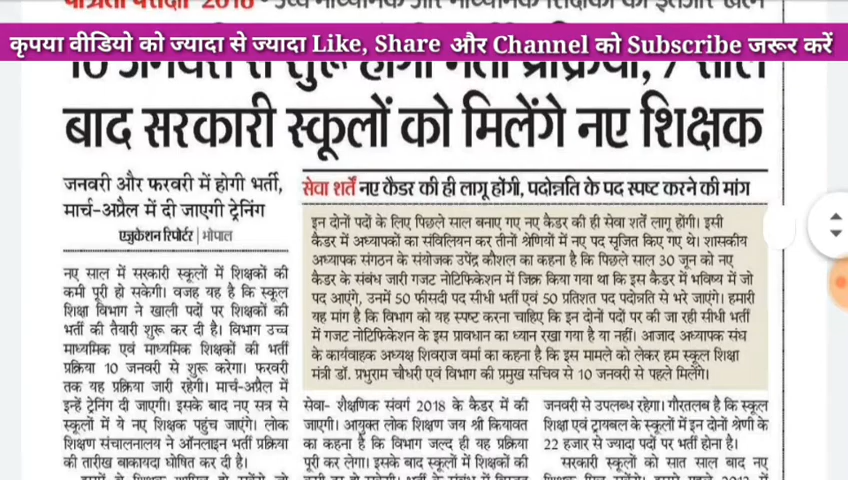 पात्रता परीक्षा-2018
कृपया वीडियो को ज्यादा से ज्यादा Like, Share और Channel को Subscribe जरूर करें
10 जनवरी से शुरू होगी भर्ती प्रक्रिया, 7 साल
बाद सरकारी स्कूलों को मिलेंगे नए शिक्षक
जनवरी और फरवरी में होगी भर्ती,
मार्च-अप्रैल में दी जाएगी ट्रेनिंग
एजुकेशन रिपोर्टर | भोपाल
नए साल में सरकारी स्कूलों में शिक्षकों की
कमी पूरी हो सकेगी। वजह यह है कि स्कूल
शिक्षा विभाग ने खाली पदों पर शिक्षकों की
भर्ती की तैयारी शुरू कर दी है। विभाग उच्च
माध्यमिक एवं माध्यमिक शिक्षकों की भर्ती
प्रक्रिया 10 जनवरी से शुरू करेगा। फरवरी
तक यह प्रक्रिया जारी रहेगी। मार्च-अप्रैल में
इन्हें ट्रेनिंग दी जाएगी। इसके बाद नए सत्र से
स्कूलों में ये नए शिक्षक पहुंच जाएंगे। लोक
शिक्षण संचालनालय ने ऑनलाइन भर्ती प्रक्रिया
की तारीख बाकायदा घोषित कर दी है।
सेवा शर्तें नए कैडर की ही लागू होंगी, पदोन्नति के पद स्पष्ट करने की मांग
इन दोनों पदों के लिए पिछले साल बनाए गए नए कैडर की ही सेवा शर्तें लागू होंगी। इसी
कैडर में अध्यापकों का संविलियन कर तीनों श्रेणियों में नए पद सृजित किए गए थे। शासकीय
अध्यापक संगठन के संयोजक उपेंद्र कौशल का कहना है कि पिछले साल 30 जून को नए
कैडर के संबंध जारी गजट नोटिफिकेशन में जिक्र किया गया था कि इस कैडर में भविष्य में जो
पद आएंगे, उनमें 50 फीसदी पद सीधी भर्ती एवं 50 प्रतिशत पद पदोन्नति से भरे जाएंगे। हमारी
यह मांग है कि विभाग को यह स्पष्ट करना चाहिए कि इन दोनों पदों पर की जा रही सीधी भर्ती
में गजट नोटिफिकेशन के इस प्रावधान का ध्यान रखा गया है या नहीं। आजाद अध्यापक संघ
के कार्यवाहक अध्यक्ष शिवराज वर्मा का कहना है कि इस मामले को लेकर हम स्कूल शिक्षा
मंत्री डॉ. प्रभुराम चौधरी एवं विभाग की प्रमुख सचिव से 10 जनवरी से पहले मिलेंगे।
सेवा- शैक्षणिक संवर्ग 2018 के कैडर में की
जाएगी। आयुक्त लोक शिक्षण जय श्री कियावत
का कहना है कि विभाग जल्द ही यह प्रक्रिया
पूरी कर लेगा। इसके बाद स्कूलों में शिक्षकों की
जनवरी से उपलब्ध रहेगा। गौरतलब है कि स्कूल
शिक्षा एवं ट्रायबल के स्कूलों में इन दोनों श्रेणी के
22 हजार से ज्यादा पदों पर भर्ती होना है।
सरकारी स्कूलों को सात साल बाद नए